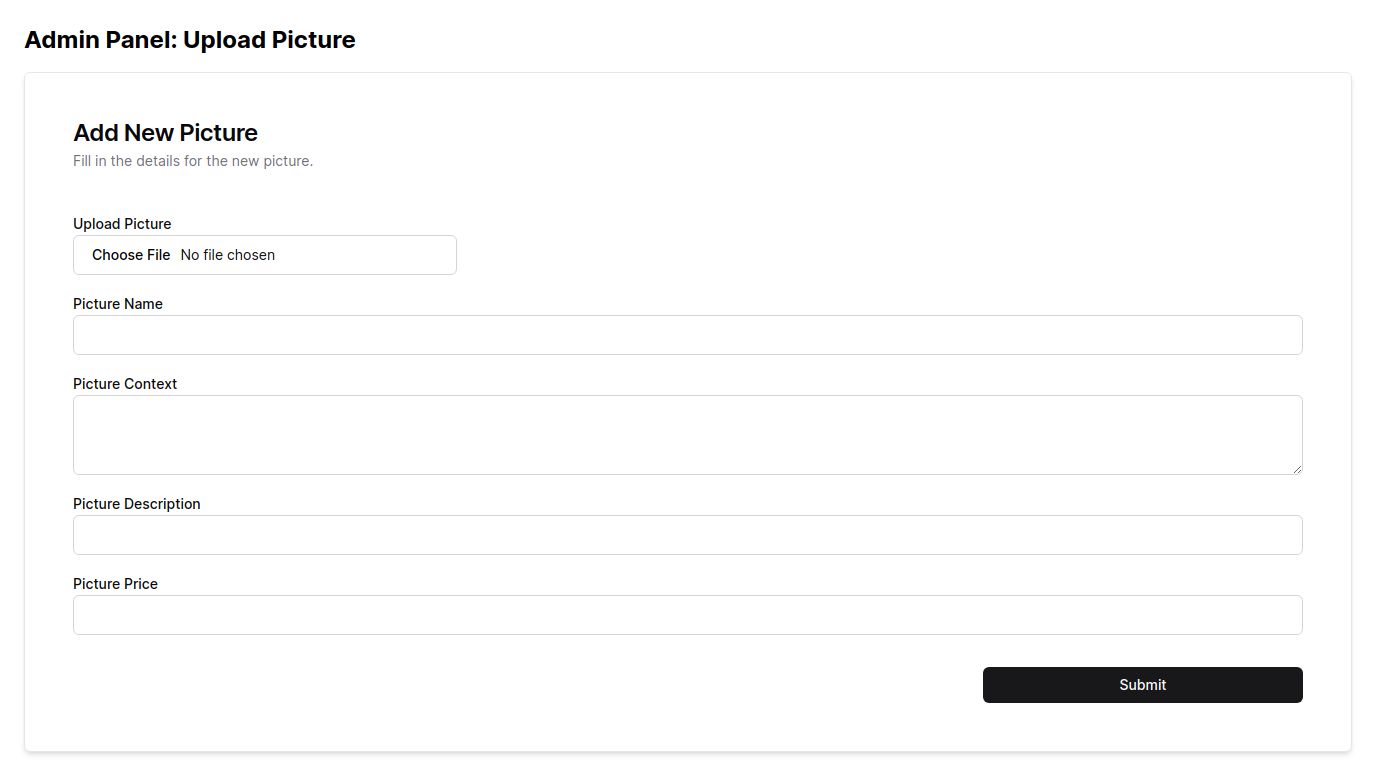 Admin Panel: Upload Picture
Add New Picture
Fill in the details for the new picture.
Upload Picture
Choose File No file chosen
Picture Name
Picture Context
Picture Description
Picture Price
Submit